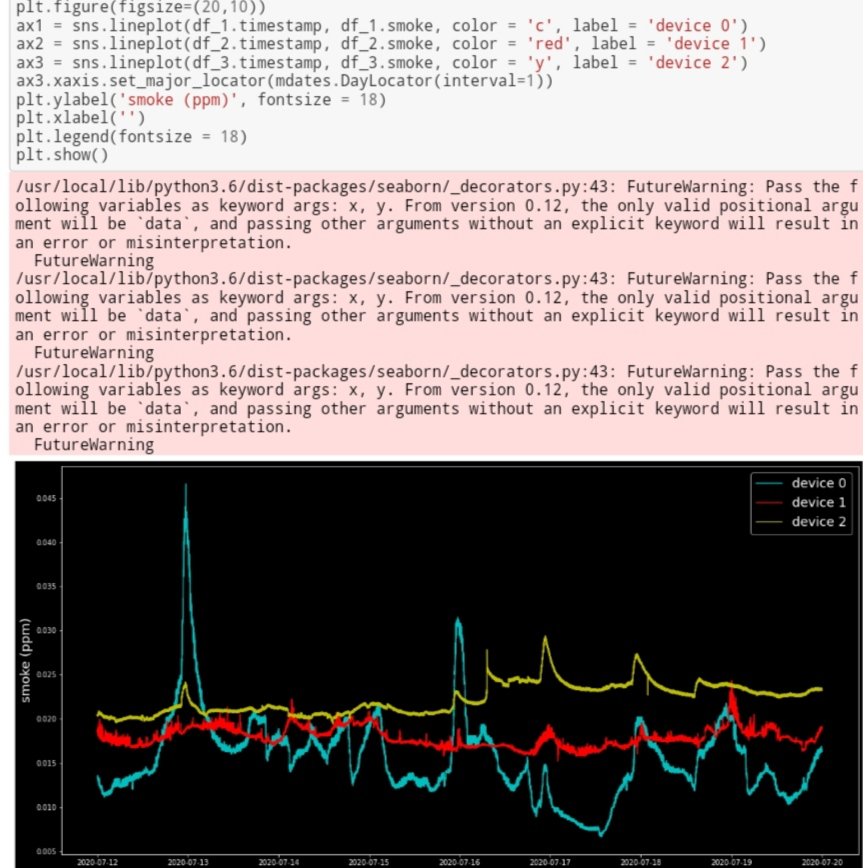 plt.figure(figsize=(20,10))
ax1 = sns.lineplot(df_1.timestamp, df_1.smoke, color = 'c', label = 'device 0')
ax2 = sns.lineplot(df_2.timestamp, df_2.smoke, color = 'red', label = 'device 1')
ax3 = sns.lineplot(df_3.timestamp, df_3.smoke, color = 'y', label = 'device 2')
ax3.xaxis.set_major_locator(mdates.DayLocator(interval=1))
plt.ylabel('smoke (ppm)', fontsize = 18)
plt.xlabel('')
plt.legend(fontsize = 18)
plt.show()
/usr/local/lib/python3.6/dist-packages/seaborn/_decorators.py:43: FutureWarning: Pass the f
ollowing variables as keyword args: x, y. From version 0.12, the only valid positional argu
ment will be `data`, and passing other arguments without an explicit keyword will result in
an error or misinterpretation.
FutureWarning
/usr/local/lib/python3.6/dist-packages/seaborn/_decorators.py:43: FutureWarning: Pass the f
ollowing variables as keyword args: x, y. From version 0.12, the only valid positional argu
ment will be `data`, and passing other arguments without an explicit keyword will result in
an error or misinterpretation.
FutureWarning
/usr/local/lib/python3.6/dist-packages/seaborn/_decorators.py:43: FutureWarning: Pass the f
ollowing variables as keyword args: x, y. From version 0.12, the only valid positional argu
ment will be `data`, and passing other arguments without an explicit keyword will result in
an error or misinterpretation.
FutureWarning
device 0
device 1
device 2
smoke (ppm)
0.045
0.040
0.035
0.030
0.025
0.020
0.015
0.010
0.005
2020-07-12 2020-07-13 2020-07-14 2020-07-15 2020-07-16 2020-07-17 2020-07-18 2020-07-19 2020-07-20